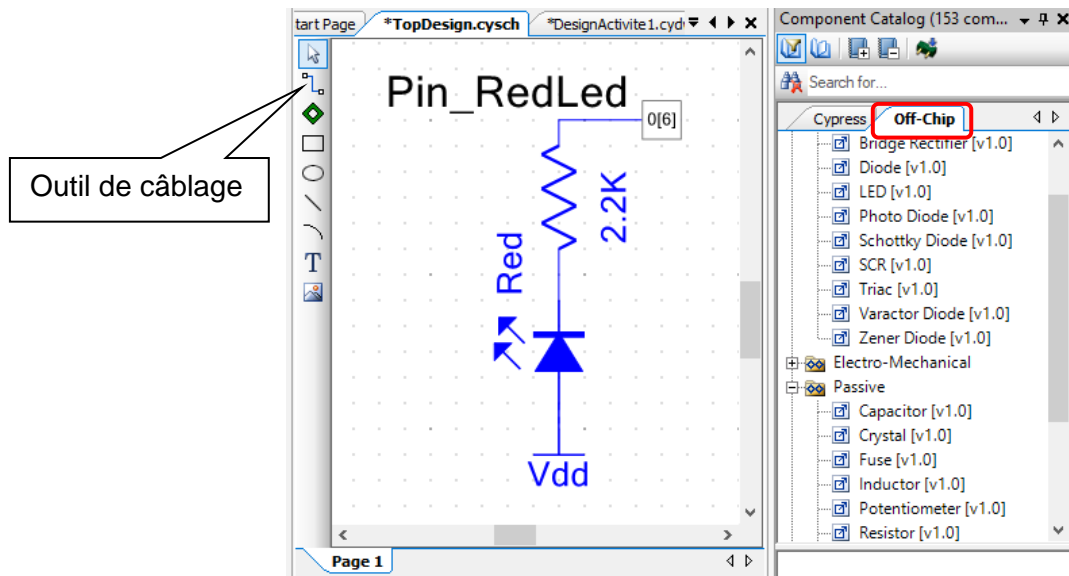 tart Page
*TopDesign.cysch
*DesignActivite1.cyd
Outil de câblage
T
Pin_RedLed
0[6]
2.2K
Red
Vdd
Page 1
Component Catalog (153 com...
Search for...
Cypress
Off-Chip
Bridge Rectifier [v1.0]
Diode [v1.0]
LED [v1.0]
Photo Diode [v1.0]
Schottky Diode [v1.0]
SCR [v1.0]
Triac [v1.0]
Varactor Diode [v1.0]
Zener Diode [v1.0]
Electro-Mechanical
Passive
Capacitor [v1.0]
Crystal [v1.0]
Fuse [v1.0]
Inductor [v1.0]
Potentiometer [v1.0]
Resistor [v1.0]